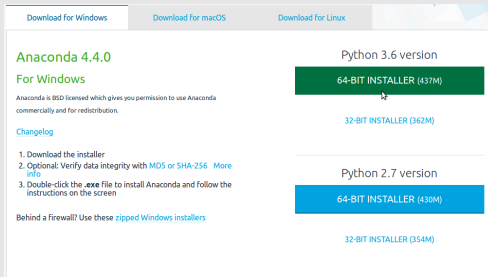 Download for Windows
Download for macOS
Download for Linux
Anaconda 4.4.0
For Windows
Anaconda is BSD licensed which gives you permission to use Anaconda
commercially and for redistribution.
Changelog
1. Download the installer
2. Optional: Verify data integrity with MD5 or SHA-256 More
info
3. Double-click the .exe file to install Anaconda and follow the
instructions on the screen
Behind a firewall? Use these zipped Windows installers
Python 3.6 version
64-BIT INSTALLER (437M)
32-BIT INSTALLER (362M)
Python 2.7 version
64-BIT INSTALLER (430M)
32-BIT INSTALLER (354M)